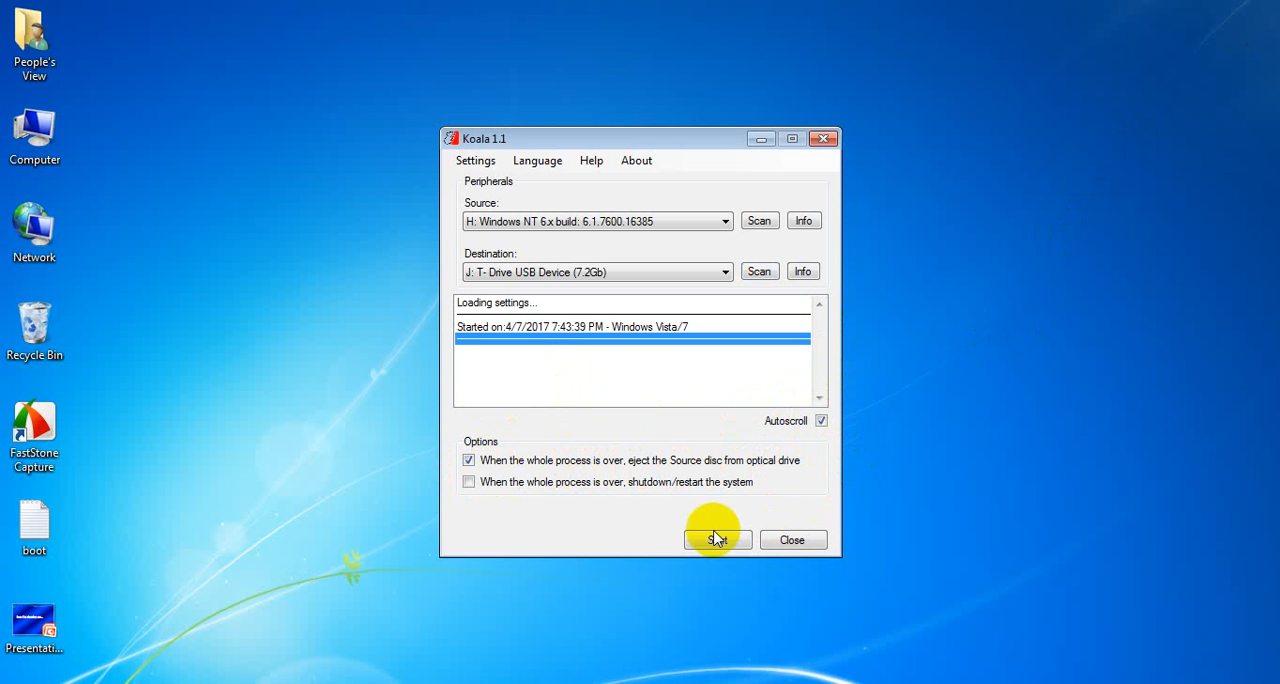 People's
View
Computer
Network
Recycle Bin
FastStone
Capture
boot
Presentati...
Koala 1.1
Settings Language Help About
Peripherals
Source:
H: Windows NT 6.x build: 6.1.7600.16385 Scan Info
Destination:
J: T- Drive USB Device (7.2Gb) Scan Info
Loading settings...
Started on:4/7/2017 7:43:39 PM - Windows Vista/7
Autoscroll
Options
When the whole process is over, eject the Source disc from optical drive
When the whole process is over, shutdown/restart the system
Close